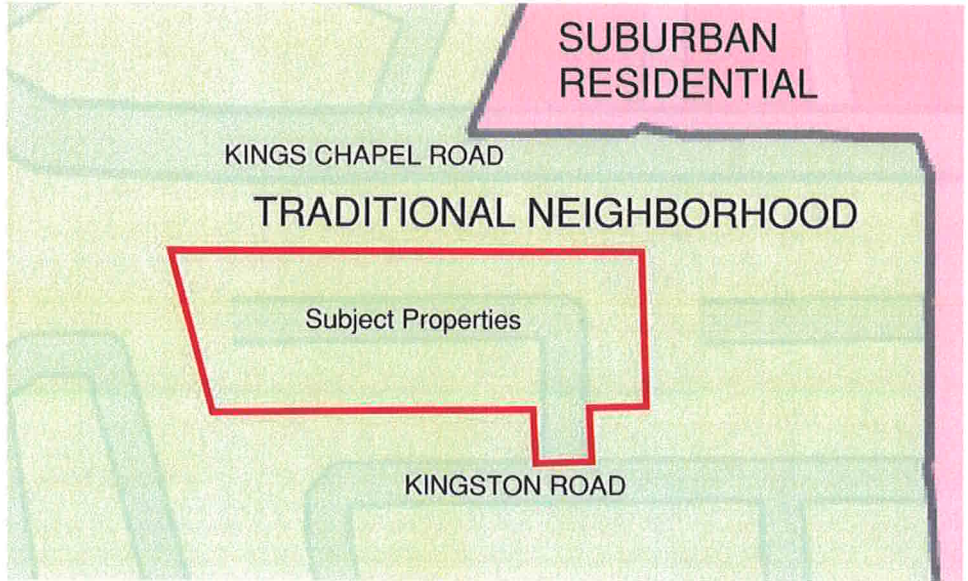 SUBURBAN
RESIDENTIAL
KINGS CHAPEL ROAD
TRADITIONAL NEIGHBORHOOD
Subject Properties
KINGSTON ROAD